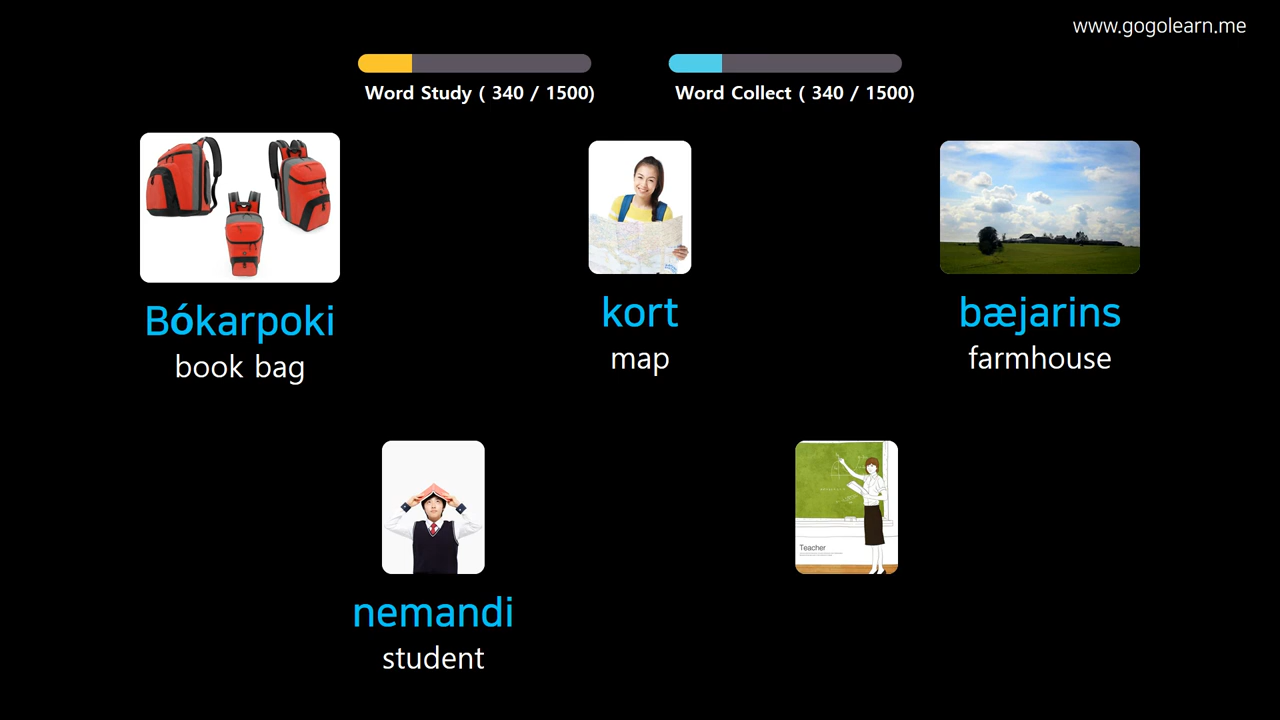 www.gogolearn.me
Word Study ( 340 / 1500)
Word Collect ( 340 / 1500)
Bókarpoki
book bag
kort
map
bæjarins
farmhouse
nemandi
student
Teacher